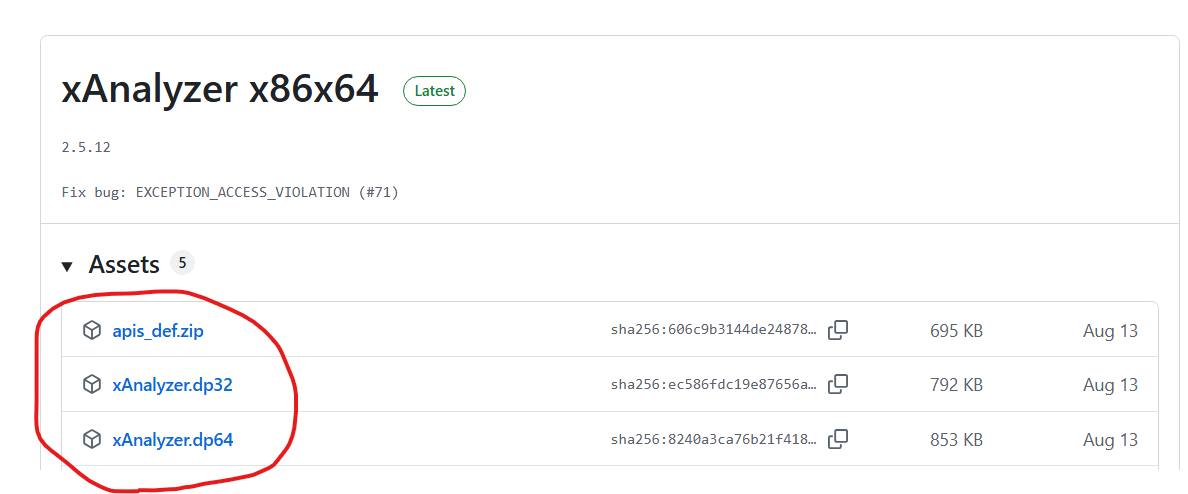 xAnalyzer x86x64 Latest
2.5.12
Fix bug: EXCEPTION_ACCESS_VIOLATION (#71)
Assets 5
apis_def.zip sha256:606c9b3144de24878… 695 KB Aug 13
xAnalyzer.dp32 sha256:ec586fdc19e87656a… 792 KB Aug 13
xAnalyzer.dp64 sha256:8240a3ca76b21f418… 853 KB Aug 13